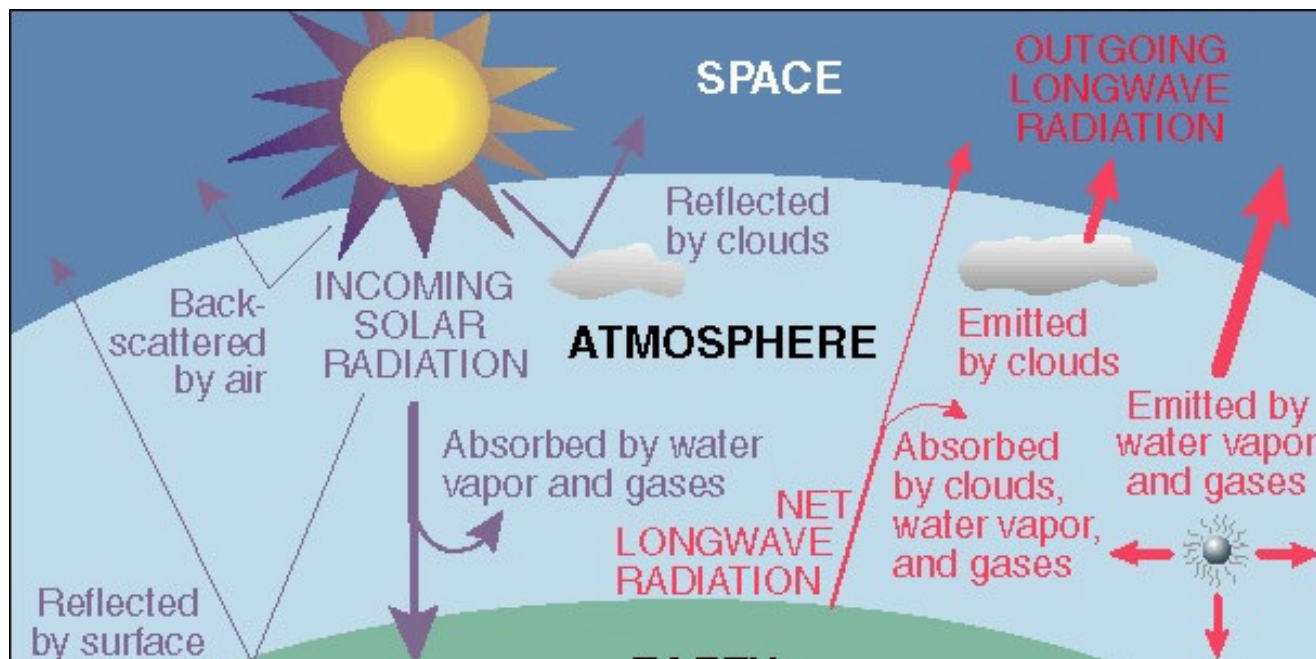 SPACE
OUTGOING
LONGWAVE
RADIATION
Reflected
by clouds
INCOMING
SOLAR
RADIATION
Back-
scattered
by air
ATMOSPHERE
Emitted
by clouds
Emitted by
water vapor
and gases
Absorbed by water
vapor and gases
Absorbed
by clouds,
water vapor,
and gases
NET
LONGWAVE
RADIATION
Reflected
by surface
EARTH